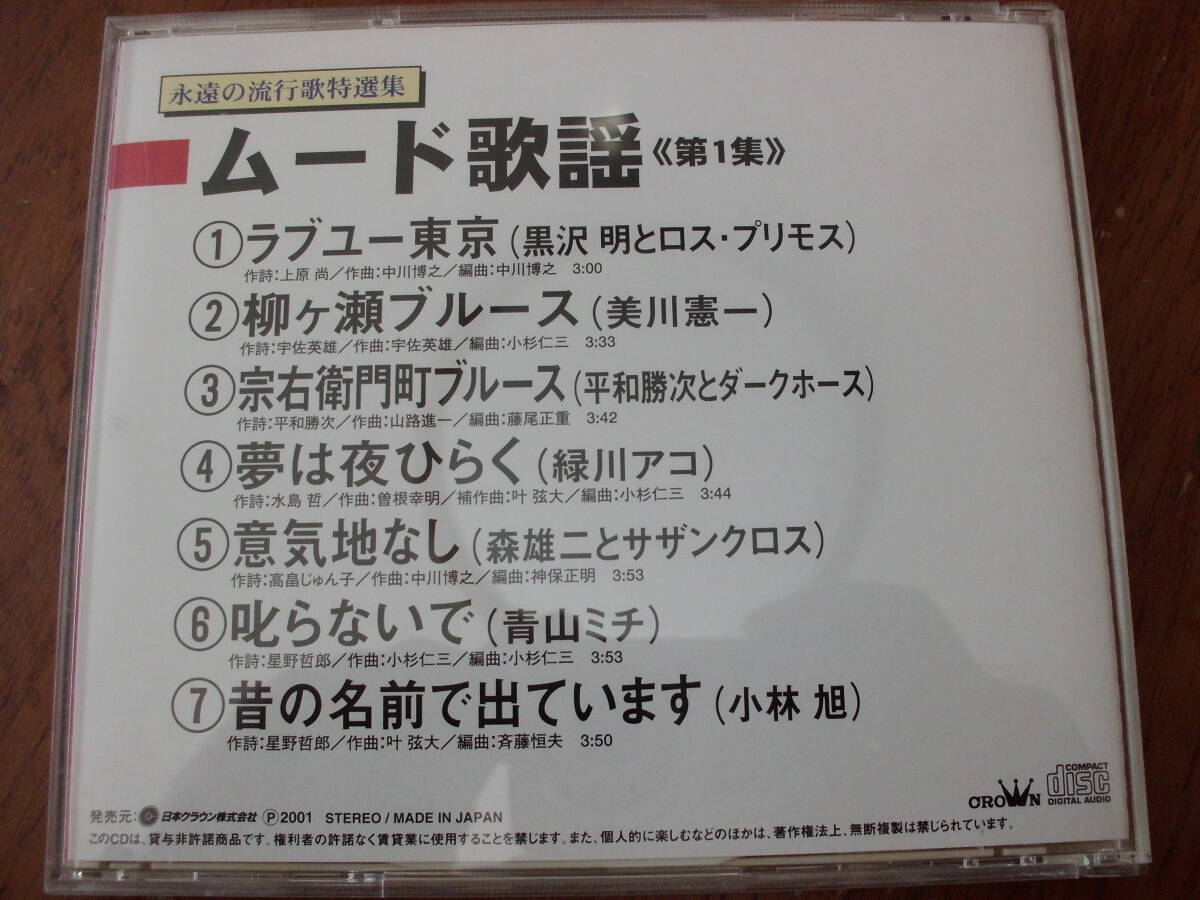 永遠の流行歌特選集
ムード歌謡《第1集》
①ラブユー東京(黒沢 明とロス・プリモス)
作詩:上原 尚/作曲:中川博之/編曲:中川博之 3:00
②柳ヶ瀬ブルース(美川憲一)
作詩:宇佐英雄/作曲:宇佐英雄/編曲:小杉仁三 3:33
③宗右衛門町ブルース(平和勝次とダークホース)
作詩:平和勝次/作曲:山路進一/編曲:藤尾正重 3:42
④夢は夜ひらく(緑川アコ)
作詩:水島 哲/作曲:曽根幸明/補作曲:叶 弦大/編曲:小杉仁三 3:44
⑤意気地なし(森雄二とサザンクロス)
作詩:高畠じゅん子/作曲:中川博之/編曲:神保正明 3:53
⑥叱らないで(青山ミチ)
作詩:星野哲郎/作曲:小杉仁三/編曲:小杉仁三 3:53
⑦昔の名前で出ています(小林 旭)
作詩:星野哲郎/作曲:叶 弦大/編曲:斉藤恒夫 3:50
CROWN COMPACT disc DIGITAL AUDIO
発売元:日本クラウン株式会社 ℗2001 STEREO / MADE IN JAPAN
このCDは、貸与非許諾商品です。権利者の許諾なく賃貸業に使用することを禁じます。また、個人的に楽しむなどのほかは、著作権法上、無断複製は禁じられています。